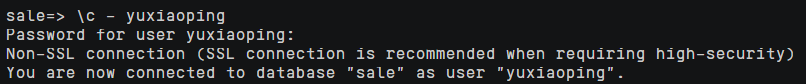 sale=> \c - yuxiaoping
Password for user yuxiaoping:
Non-SSL connection (SSL connection is recommended when requiring high-security)
You are now connected to database "sale" as user "yuxiaoping".